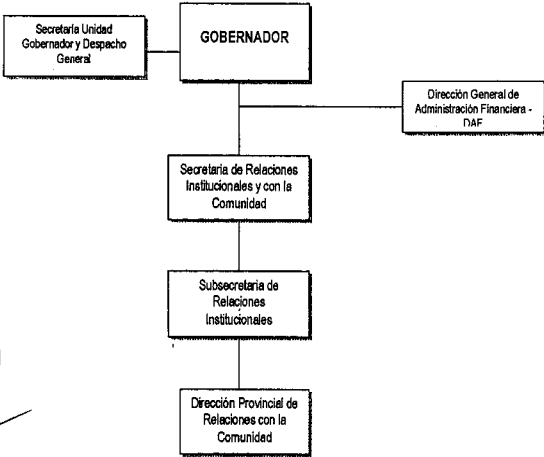 Secretaría Unidad
Gobernador y Despacho
General
GOBERNADOR
Dirección General de
Administración Financiera -
DAF
Secretaria de Relaciones
Institucionales y con la
Comunidad
Subsecretaria de
Relaciones
Institucionales
Dirección Provincial de
Relaciones con la
Comunidad